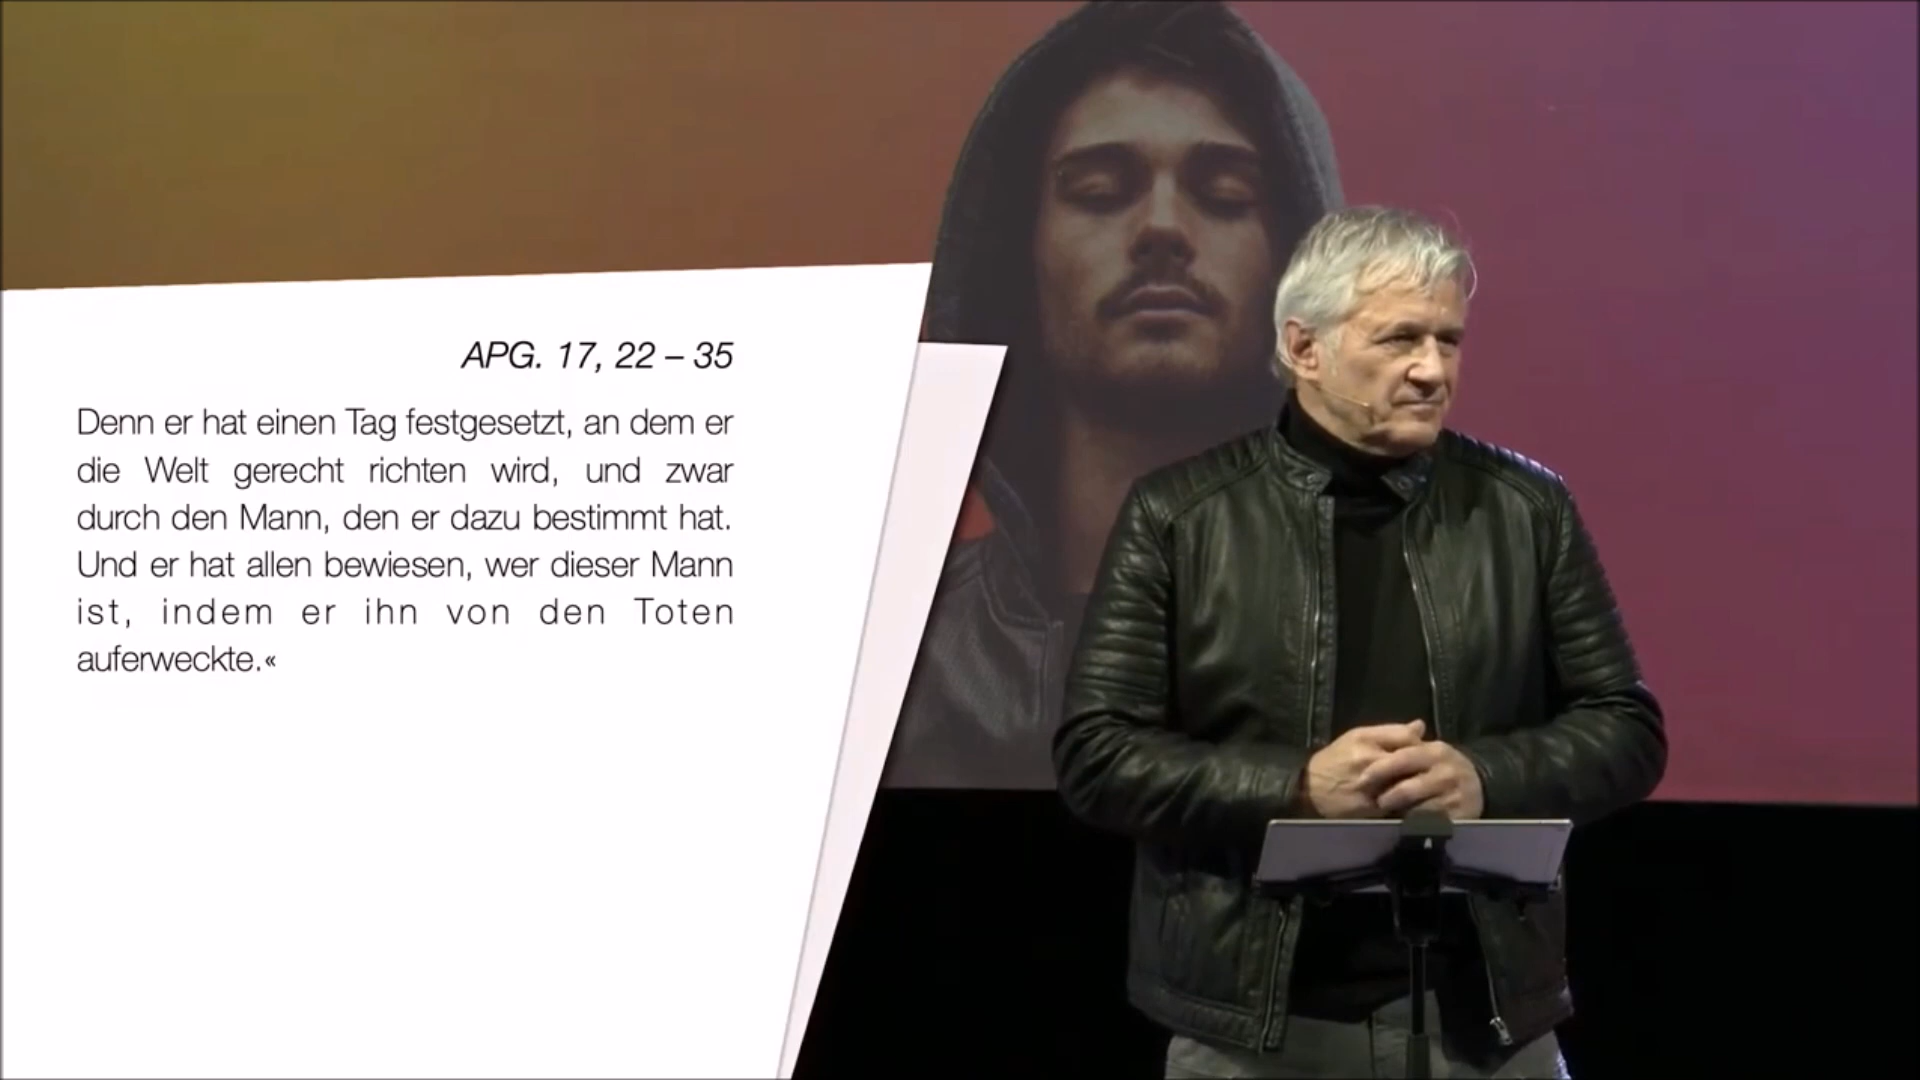 APG. 17, 22 – 35
Denn er hat einen Tag festgesetzt, an dem er
die Welt gerecht richten wird, und zwar
durch den Mann, den er dazu bestimmt hat.
Und er hat allen bewiesen, wer dieser Mann
ist, indem er ihn von den Toten
auferweckte.«